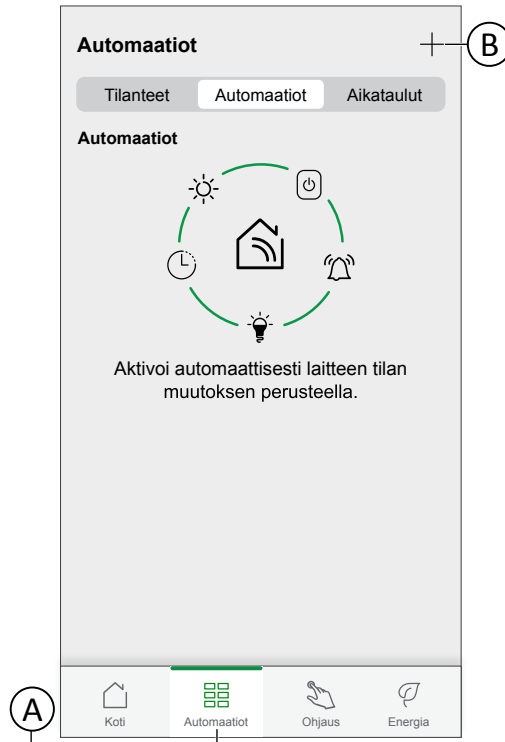 Automaatiot
B
Tilanteet Automaatiot Aikataulut
Automaatiot
Aktivoi automaattisesti laitteen tilan
muutoksen perusteella.
A
Koti Automaatiot Ohjaus Energia